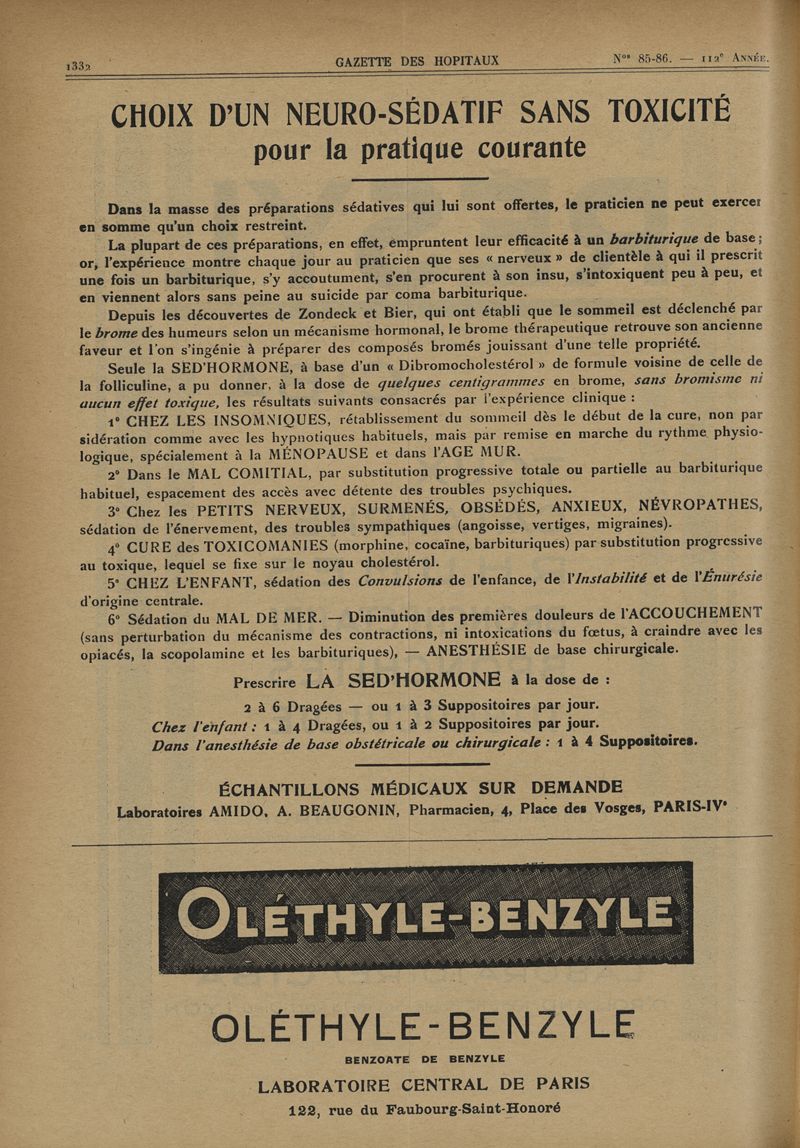 1332
GAZETTE DES HOPITAUX
Nos 85-86. — 112e ANNÉE.
CHOIX D'UN NEURO-SÉDATIF SANS TOXICITÉ
pour la pratique courante
Dans la masse des préparations sédatives qui lui sont offertes, le praticien ne peut exercer
en somme qu'un choix restreint.
La plupart de ces préparations, en effet, empruntent leur efficacité à un barbiturique de base;
or, l'expérience montre chaque jour au praticien que ses « nerveux » de clientèle à qui il prescrit
une fois un barbiturique, s'y accoutument, s'en procurent à son insu, s'intoxiquent peu à peu, et
en viennent alors sans peine au suicide par coma barbiturique.
Depuis les découvertes de Zondeck et Bier, qui ont établi que le sommeil est déclenché par
le brome des humeurs selon un mécanisme hormonal, le brome thérapeutique retrouve son ancienne
faveur et l'on s'ingénie à préparer des composés bromés jouissant d'une telle propriété.
Seule la SED'HORMONE, à base d'un « Dibromocholestérol » de formule voisine de celle de
la folliculine, a pu donner, à la dose de quelques centigrammes en brome, sans bromisme ni
aucun effet toxique, les résultats suivants consacrés par l'expérience clinique :
1° CHEZ LES INSOMNIQUES, rétablissement du sommeil dès le début de la cure, non par
sidération comme avec les hypnotiques habituels, mais par remise en marche du rythme physio-
logique, spécialement à la MÉNOPAUSE et dans l'AGE MUR.
2° Dans le MAL COMITIAL, par substitution progressive totale ou partielle au barbiturique
habituel, espacement des accès avec détente des troubles psychiques.
3° Chez les PETITS NERVEUX, SURMENÉS, OBSÉDÉS, ANXIEUX, NÉVROPATHES,
sédation de l'énervement, des troubles sympathiques (angoisse, vertiges, migraines).
4° CURE des TOXICOMANIES (morphine, cocaïne, barbituriques) par substitution progressive
au toxique, lequel se fixe sur le noyau cholestérol.
5° CHEZ L'ENFANT, sédation des Convulsions de l'enfance, de l'Instabilité et de l'Énurésie
d'origine centrale.
6° Sédation du MAL DE MER. — Diminution des premières douleurs de l'ACCOUCHEMENT
(sans perturbation du mécanisme des contractions, ni intoxications du fœtus, à craindre avec les
opiacés, la scopolamine et les barbituriques), — ANESTHÉSIE de base chirurgicale.
Prescrire LA SED'HORMONE à la dose de :
2 à 6 Dragées — ou 1 à 3 Suppositoires par jour.
Chez l'enfant : 1 à 4 Dragées, ou 1 à 2 Suppositoires par jour.
Dans l'anesthésie de base obstétricale ou chirurgicale : 1 à 4 Suppositoires.
ÉCHANTILLONS MÉDICAUX SUR DEMANDE
Laboratoires AMIDO, A. BEAUGONIN, Pharmacien, 4, Place des Vosges, PARIS-IVe
OLÉTHYLE-BENZYLE
OLÉTHYLE-BENZYLE
BENZOATE DE BENZYLE
LABORATOIRE CENTRAL DE PARIS
122, rue du Faubourg-Saint-Honoré